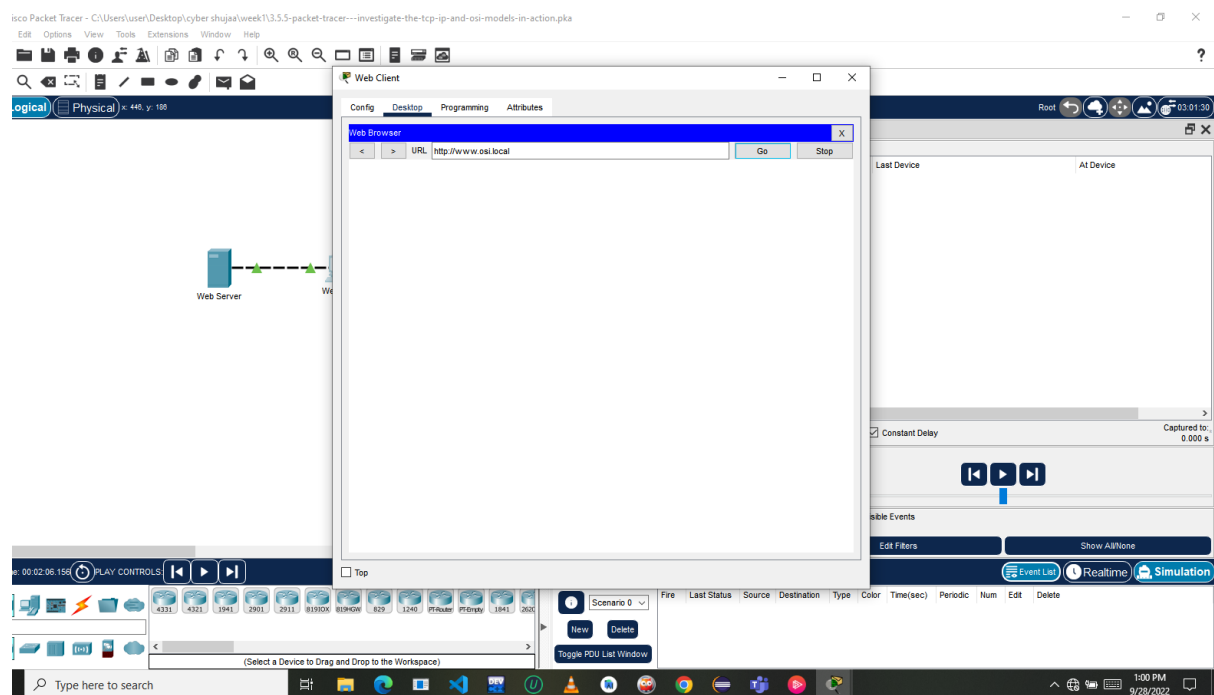 isco Packet Tracer - C:\Users\user\Desktop\cyber shujaa\week1\3.5.5-packet-tracer---investigate-the-tcp-ip-and-osi-models-in-action.pka
Edit Options View Tools Extensions Window Help
?
Web Client
.ogical Physical x: 446, y: 186
Root 03:01:30
Config Desktop Programming Attributes
Web Browser X
< > URL http://www.osi.local Go Stop
Last Device At Device
Web Server
We
Constant Delay
Captured to:
0.000 s
sible Events
Edit Filters Show All/None
Top
e: 00:02:06.156 PLAY CONTROLS:
Event List Realtime Simulation
4331 4321 1941 2901 2911 819IOX 819HGW 829 1240 PT-Router PT-Empty 1841 262
Scenario 0
Fire Last Status Source Destination Type Color Time(sec) Periodic Num Edit Delete
New Delete
Toggle PDU List Window
(Select a Device to Drag and Drop to the Workspace)
Type here to search
DEV
1:00 PM
9/28/2022